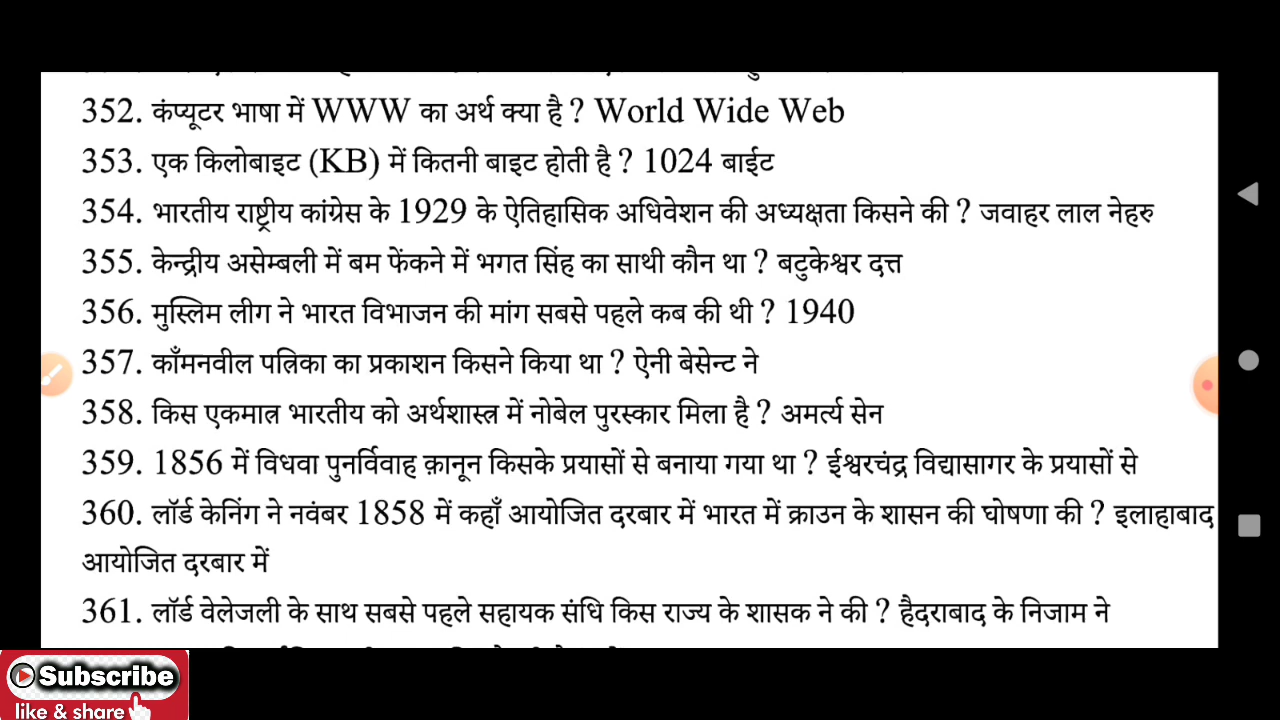 352. कंप्यूटर भाषा में WWW का अर्थ क्या है ? World Wide Web
353. एक किलोबाइट (KB) में कितनी बाइट होती है ? 1024 बाईट
354. भारतीय राष्ट्रीय कांग्रेस के 1929 के ऐतिहासिक अधिवेशन की अध्यक्षता किसने की ? जवाहर लाल नेहरु
355. केन्द्रीय असेम्बली में बम फेंकने में भगत सिंह का साथी कौन था ? बटुकेश्वर दत्त
356. मुस्लिम लीग ने भारत विभाजन की मांग सबसे पहले कब की थी ? 1940
357. काँमनवील पत्रिका का प्रकाशन किसने किया था ? ऐनी बेसेन्ट ने
358. किस एकमात्र भारतीय को अर्थशास्त्र में नोबेल पुरस्कार मिला है ? अमर्त्य सेन
359. 1856 में विधवा पुनर्विवाह क़ानून किसके प्रयासों से बनाया गया था ? ईश्वरचंद्र विद्यासागर के प्रयासों से
360. लॉर्ड केनिंग ने नवंबर 1858 में कहाँ आयोजित दरबार में भारत में क्राउन के शासन की घोषणा की ? इलाहाबाद
आयोजित दरबार में
361. लॉर्ड वेलेजली के साथ सबसे पहले सहायक संधि किस राज्य के शासक ने की ? हैदराबाद के निजाम ने
Subscribe
like & share